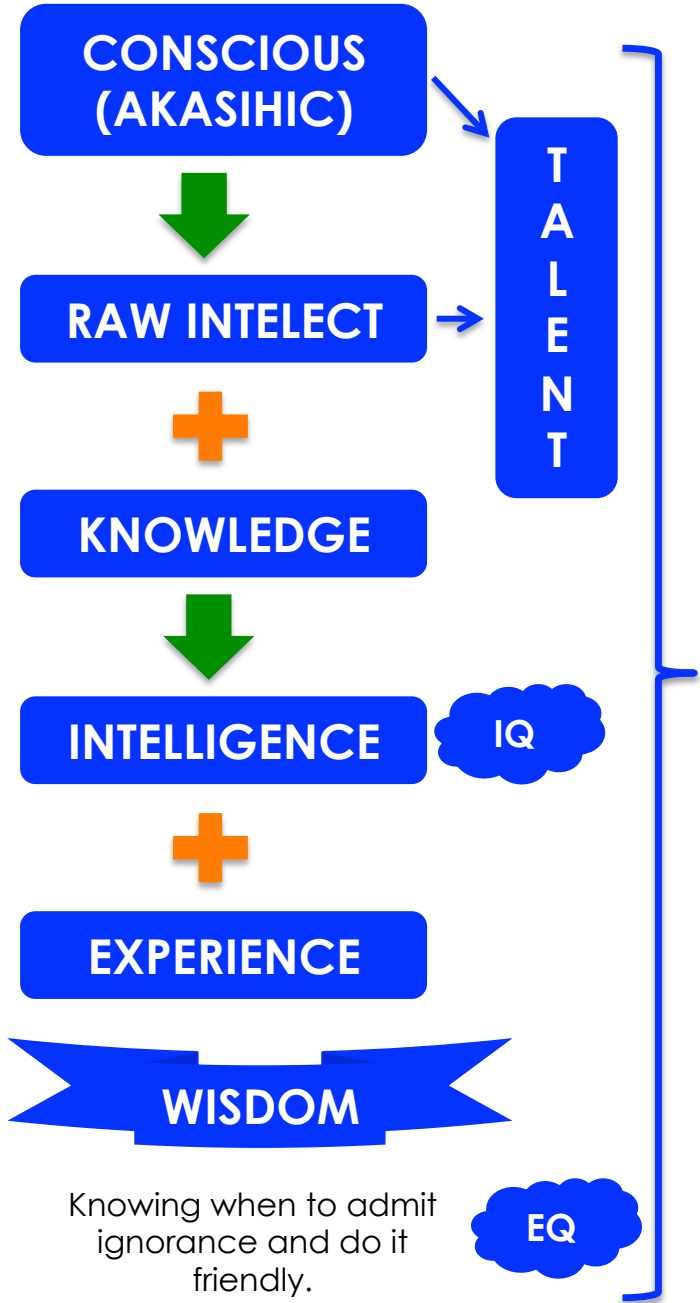 CONSCIOUS
(AKASIHIC)
TALENT
RAW INTELECT
KNOWLEDGE
INTELLIGENCE
IQ
EXPERIENCE
WISDOM
Knowing when to admit
ignorance and do it
friendly.
EQ